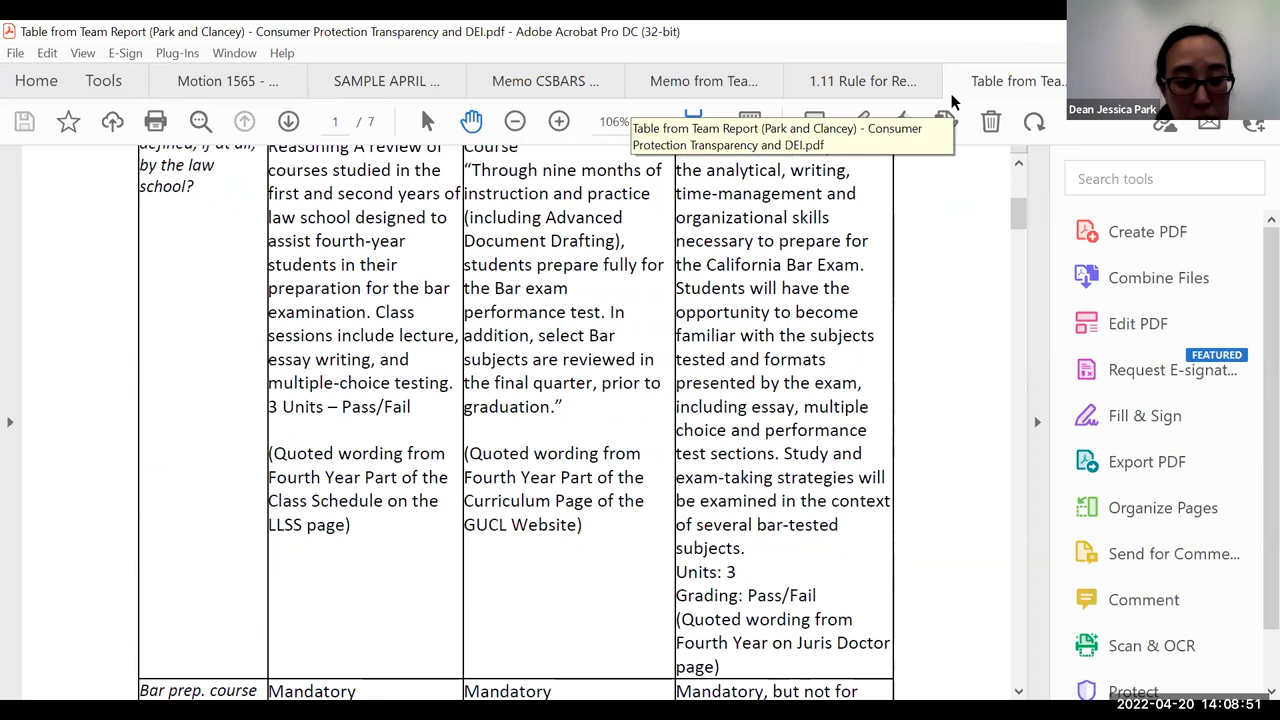 Table from Team Report (Park and Clancey) - Consumer Protection Transparency and DEI.pdf - Adobe Acrobat Pro DC (32-bit)
File Edit View E-Sign Plug-Ins Window Help
Home Tools Motion 1565 - ... SAMPLE APRIL ... Memo CSBARS ... Memo from Tea... 1.11 Rule for Re... Table from Tea...
Dean Jessica Park
1 / 7 106%
Table from Team Report (Park and Clancey) - Consumer
Protection Transparency and DEI.pdf
defined, if at all,
by the law
school?
Reasoning A review of
courses studied in the
first and second years of
law school designed to
assist fourth-year
students in their
preparation for the bar
examination. Class
sessions include lecture,
essay writing, and
multiple-choice testing.
3 Units – Pass/Fail
(Quoted wording from
Fourth Year Part of the
Class Schedule on the
LLSS page)
Course
“Through nine months of
instruction and practice
(including Advanced
Document Drafting),
students prepare fully for
the Bar exam
performance test. In
addition, select Bar
subjects are reviewed in
the final quarter, prior to
graduation.”
(Quoted wording from
Fourth Year Part of the
Curriculum Page of the
GUCL Website)
the analytical, writing,
time-management and
organizational skills
necessary to prepare for
the California Bar Exam.
Students will have the
opportunity to become
familiar with the subjects
tested and formats
presented by the exam,
including essay, multiple
choice and performance
test sections. Study and
exam-taking strategies will
be examined in the context
of several bar-tested
subjects.
Units: 3
Grading: Pass/Fail
(Quoted wording from
Fourth Year on Juris Doctor
page)
Bar prep. course
Mandatory
Mandatory
Mandatory, but not for
Search tools
Create PDF
Combine Files
Edit PDF
FEATURED
Request E-signat...
Fill & Sign
Export PDF
Organize Pages
Send for Comme...
Comment
Scan & OCR
Protect
2022-04-20 14:08:51